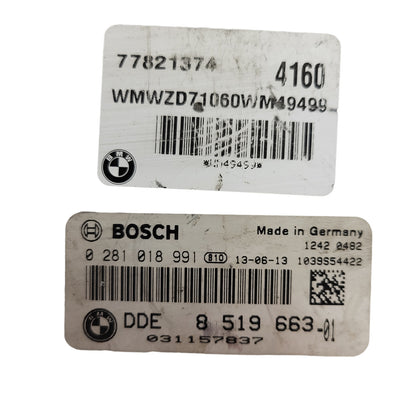 77821374 4160
WMWZD71060WM49499
BOSCH Made in Germany
1242 0482
0 281 018 991 810 13-06-13 1039S54422
DDE 8 519 663-01
031157837